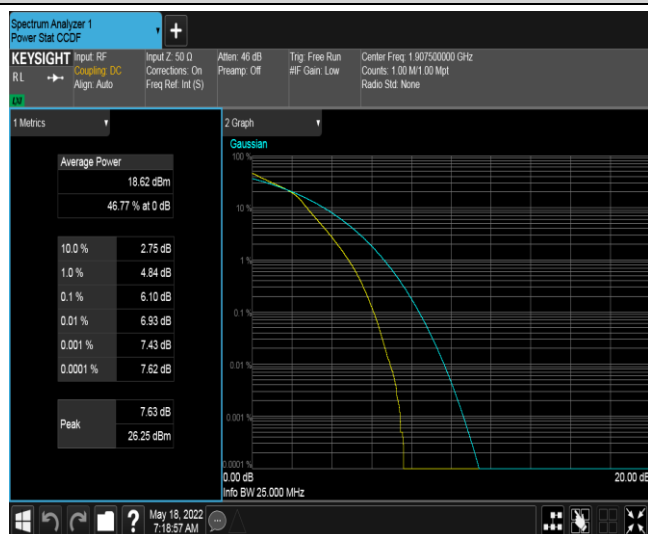 Spectrum Analyzer 1
Power Stat CCDF
+
KEYSIGHT
RL
LXI
Input: RF
Coupling: DC
Align: Auto
Input Z: 50 Ω
Corrections: On
Freq Ref: Int (S)
Atten: 46 dB
Preamp: Off
Trig: Free Run
#IF Gain: Low
Center Freq: 1.907500000 GHz
Counts: 1.00 M/1.00 Mpt
Radio Std: None
1 Metrics
Average Power
18.62 dBm
46.77 % at 0 dB
10.0 % 2.75 dB
1.0 % 4.84 dB
0.1 % 6.10 dB
0.01 % 6.93 dB
0.001 % 7.43 dB
0.0001 % 7.62 dB
Peak
7.63 dB
26.25 dBm
2 Graph
Gaussian
100 %
10 %
1 %
0.1 %
0.01 %
0.001 %
0.0001 %
0.00 dB 20.00 dB
Info BW 25.000 MHz
?
May 18, 2022
7:18:57 AM